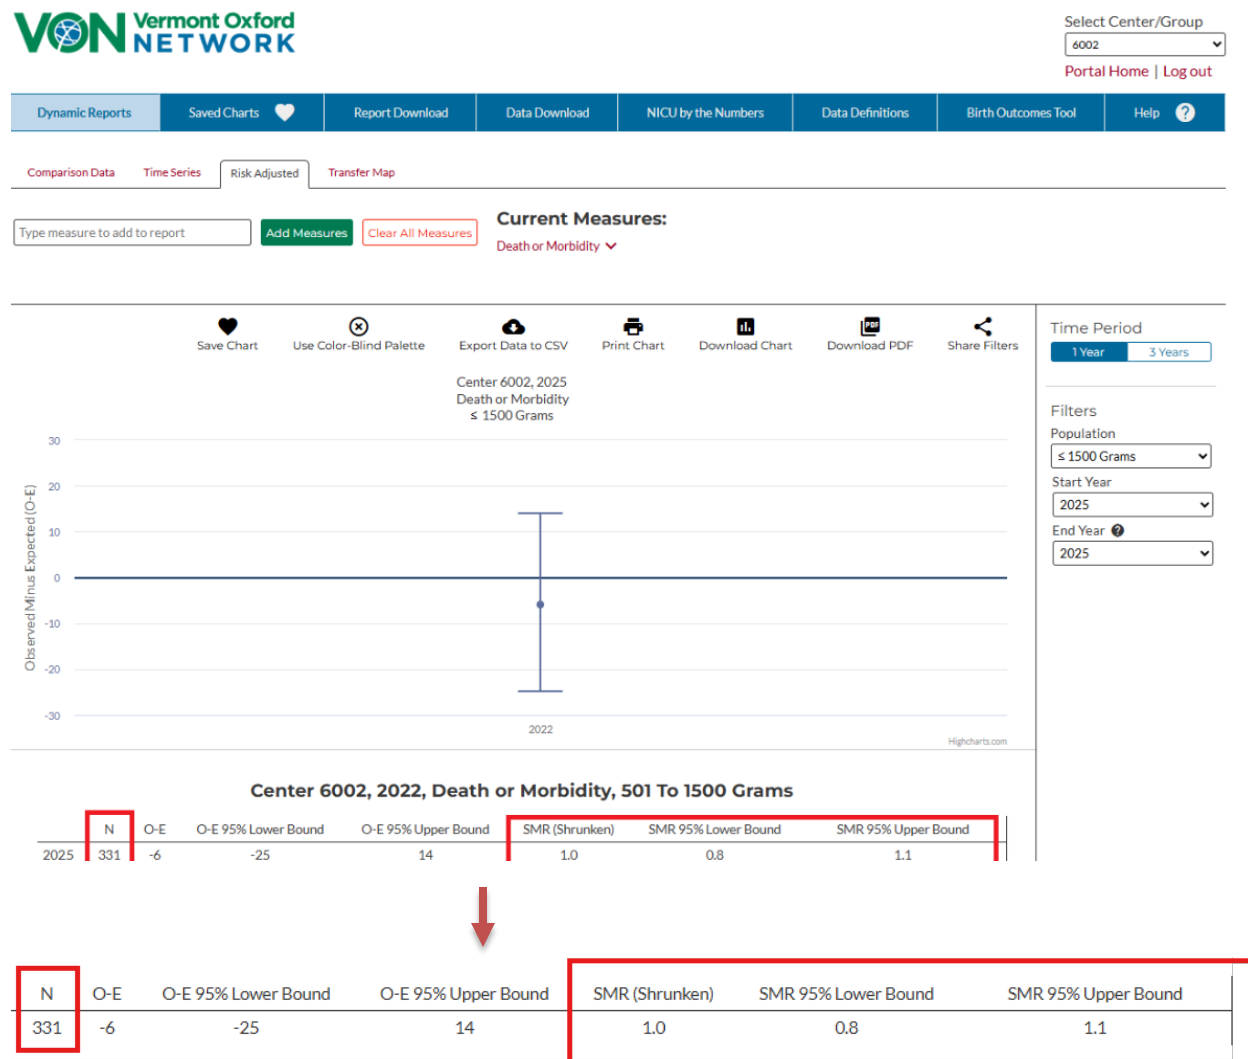 VON Vermont Oxford NETWORK
Select Center/Group
6002
Portal Home | Log out
Dynamic Reports Saved Charts Report Download Data Download NICU by the Numbers Data Definitions Birth Outcomes Tool Help ?
Comparison Data Time Series Risk Adjusted Transfer Map
Type measure to add to report Add Measures Clear All Measures
Current Measures:
Death or Morbidity
Save Chart Use Color-Blind Palette Export Data to CSV Print Chart Download Chart PDF Download PDF Share Filters
Center 6002, 2025
Death or Morbidity
≤ 1500 Grams
Observed Minus Expected (O-E)
30
20
10
0
-10
-20
-30
2022
Highcharts.com
Time Period
1 Year 3 Years
Filters
Population
≤ 1500 Grams
Start Year
2025
End Year ?
2025
Center 6002, 2022, Death or Morbidity, 501 To 1500 Grams
N O-E O-E 95% Lower Bound O-E 95% Upper Bound SMR (Shrunken) SMR 95% Lower Bound SMR 95% Upper Bound
2025 331 -6 -25 14 1.0 0.8 1.1
N O-E O-E 95% Lower Bound O-E 95% Upper Bound SMR (Shrunken) SMR 95% Lower Bound SMR 95% Upper Bound
331 -6 -25 14 1.0 0.8 1.1